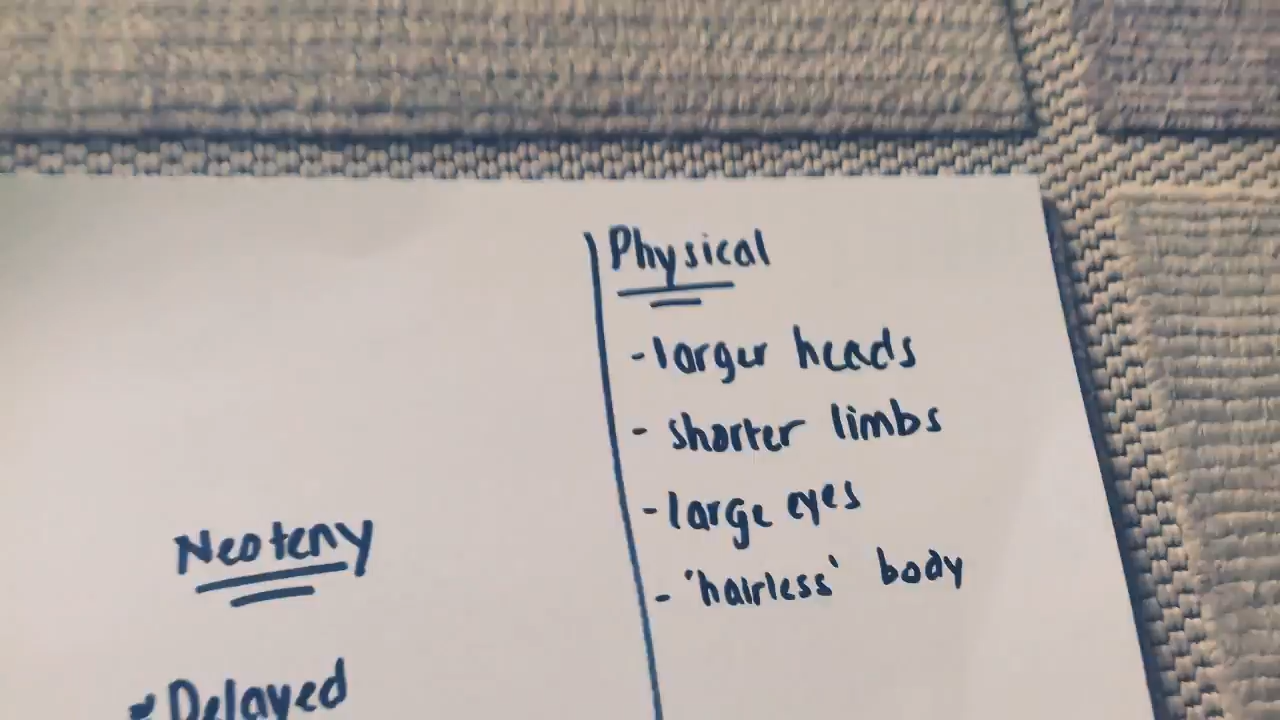 Physical
- larger heads
- shorter limbs
- large eyes
- 'hairless' body
Neoteny
Delayed